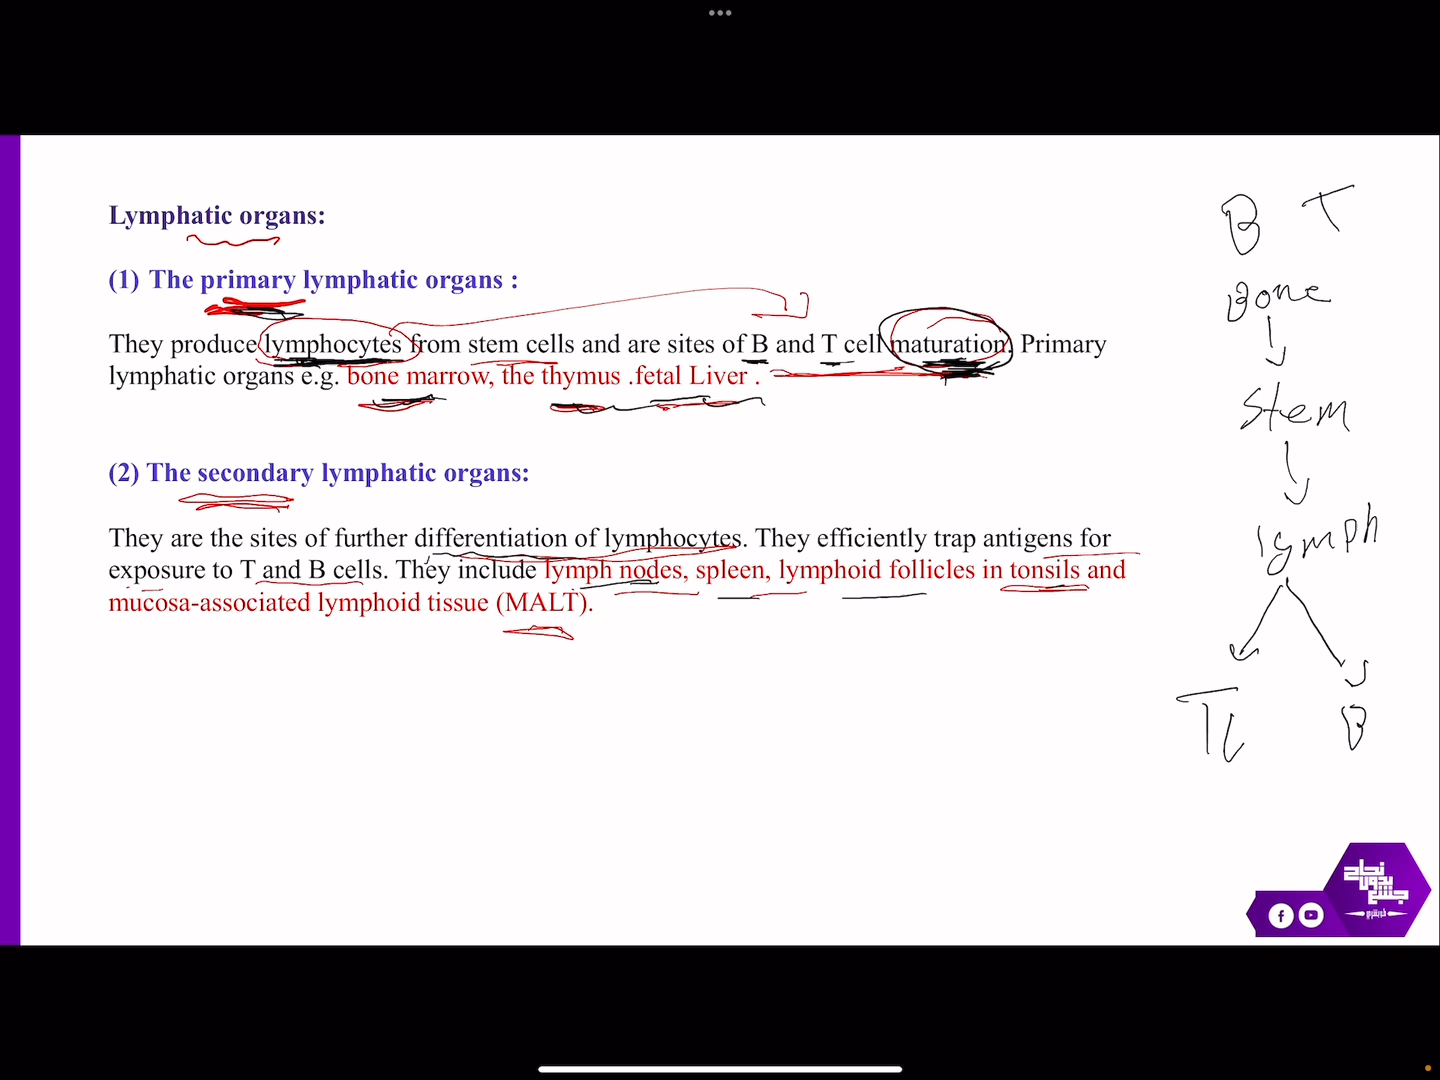 Lymphatic organs:
(1) The primary lymphatic organs :
They produce lymphocytes from stem cells and are sites of B and T cell maturation. Primary
lymphatic organs e.g. bone marrow, the thymus .fetal Liver .
(2) The secondary lymphatic organs:
They are the sites of further differentiation of lymphocytes. They efficiently trap antigens for
exposure to T and B cells. They include lymph nodes, spleen, lymphoid follicles in tonsils and
mucosa-associated lymphoid tissue (MALT).
B T
Bone
Stem
lymph
T B
نجاح
بدون
جشع